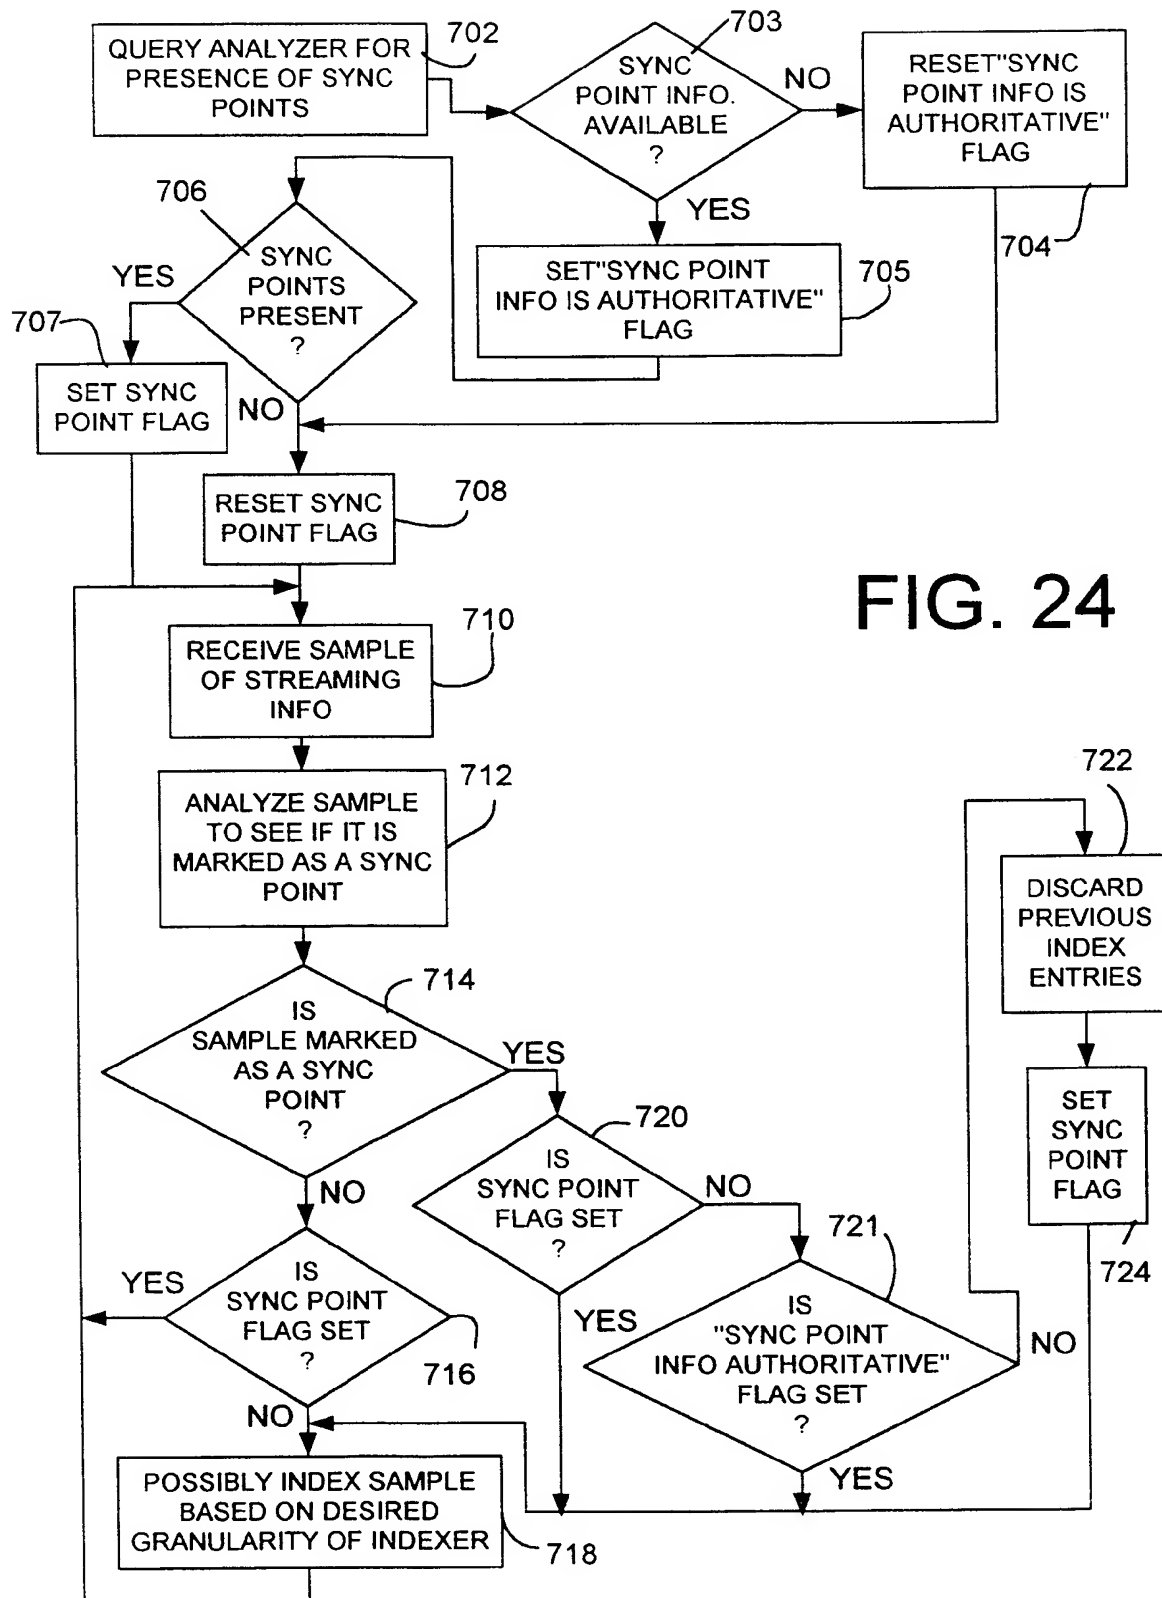 QUERY ANALYZER FOR
PRESENCE OF SYNC
POINTS
702
SYNC
POINT INFO.
AVAILABLE
?
703
NO
RESET"SYNC
POINT INFO IS
AUTHORITATIVE"
FLAG
704
YES
SET"SYNC POINT
INFO IS AUTHORITATIVE"
FLAG
705
706
SYNC
POINTS
PRESENT
?
YES
707
SET SYNC
POINT FLAG
NO
RESET SYNC
POINT FLAG
708
FIG. 24
RECEIVE SAMPLE
OF STREAMING
INFO
710
ANALYZE SAMPLE
TO SEE IF IT IS
MARKED AS A SYNC
POINT
712
IS
SAMPLE MARKED
AS A SYNC
POINT
?
714
YES
NO
IS
SYNC POINT
FLAG SET
?
716
YES
NO
POSSIBLY INDEX SAMPLE
BASED ON DESIRED
GRANULARITY OF INDEXER
718
IS
SYNC POINT
FLAG SET
?
720
NO
YES
IS
"SYNC POINT
INFO AUTHORITATIVE"
FLAG SET
?
721
NO
YES
722
DISCARD
PREVIOUS
INDEX
ENTRIES
SET
SYNC
POINT
FLAG
724